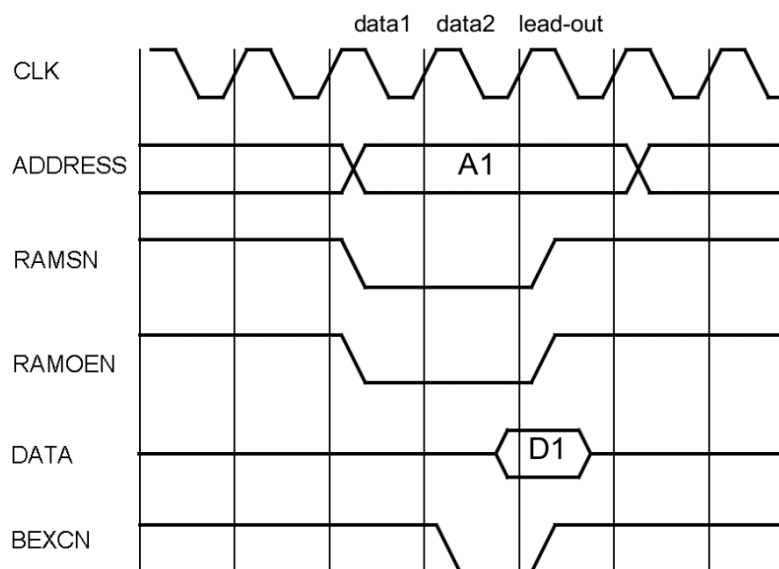 data1 data2 lead-out
CLK
ADDRESS A1
RAMSN
RAMOEN
DATA D1
BEXCN